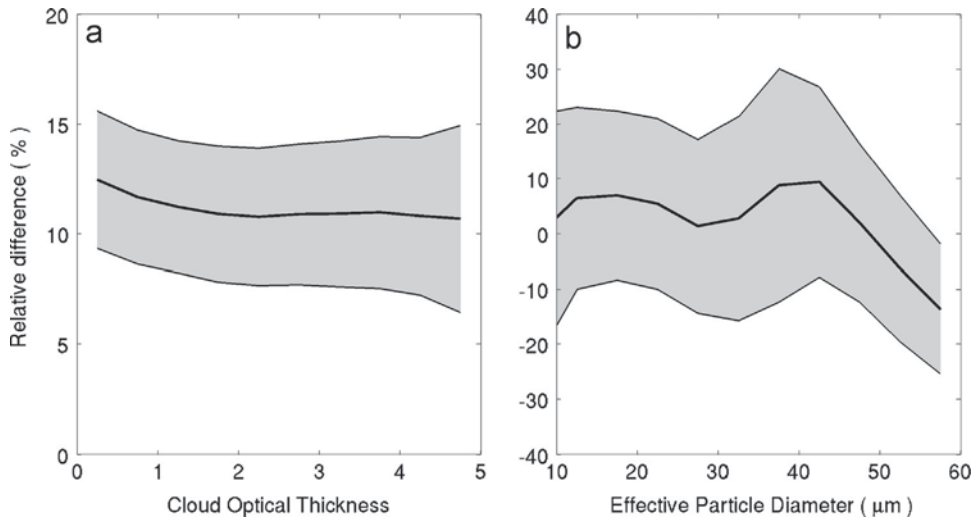 a
20
15
10
5
0
0 1 2 3 4 5
Relative difference ( % )
Cloud Optical Thickness
b
40
30
20
10
0
-10
-20
-30
-40
10 20 30 40 50 60
Effective Particle Diameter ( μm )